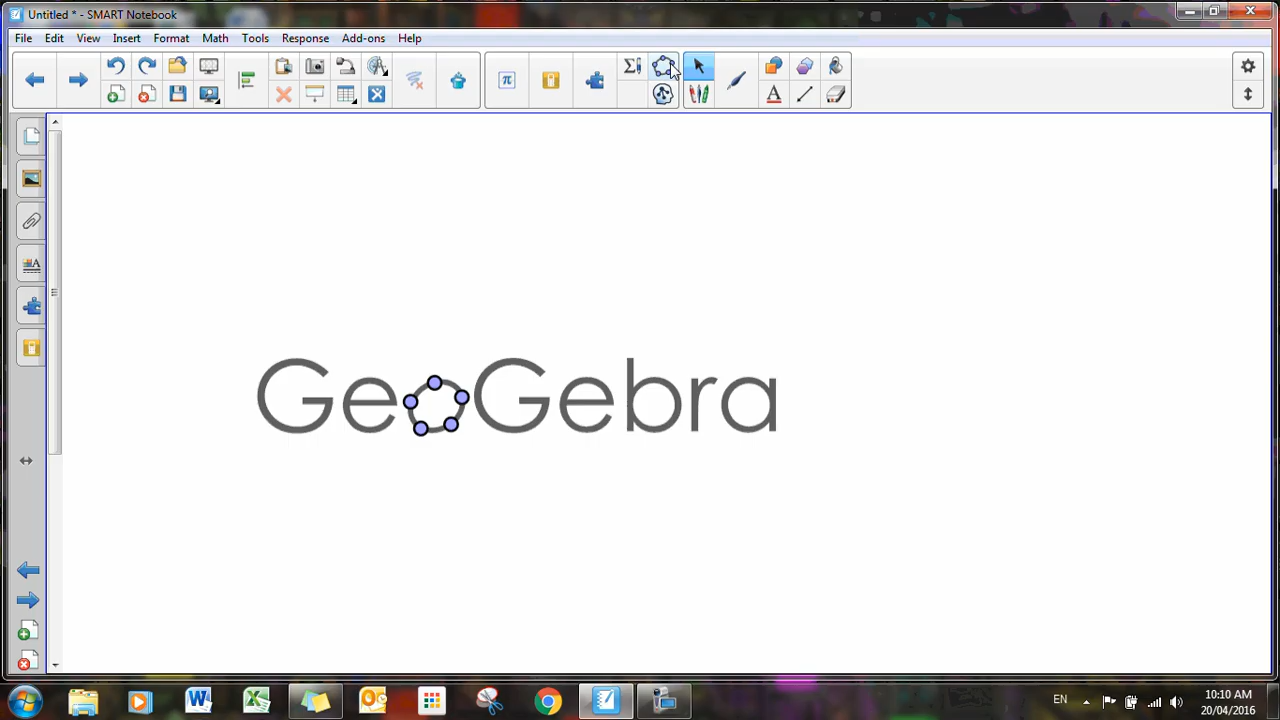 Untitled * - SMART Notebook
File Edit View Insert Format Math Tools Response Add-ons Help
GeoGebra
EN
10:10 AM
20/04/2016